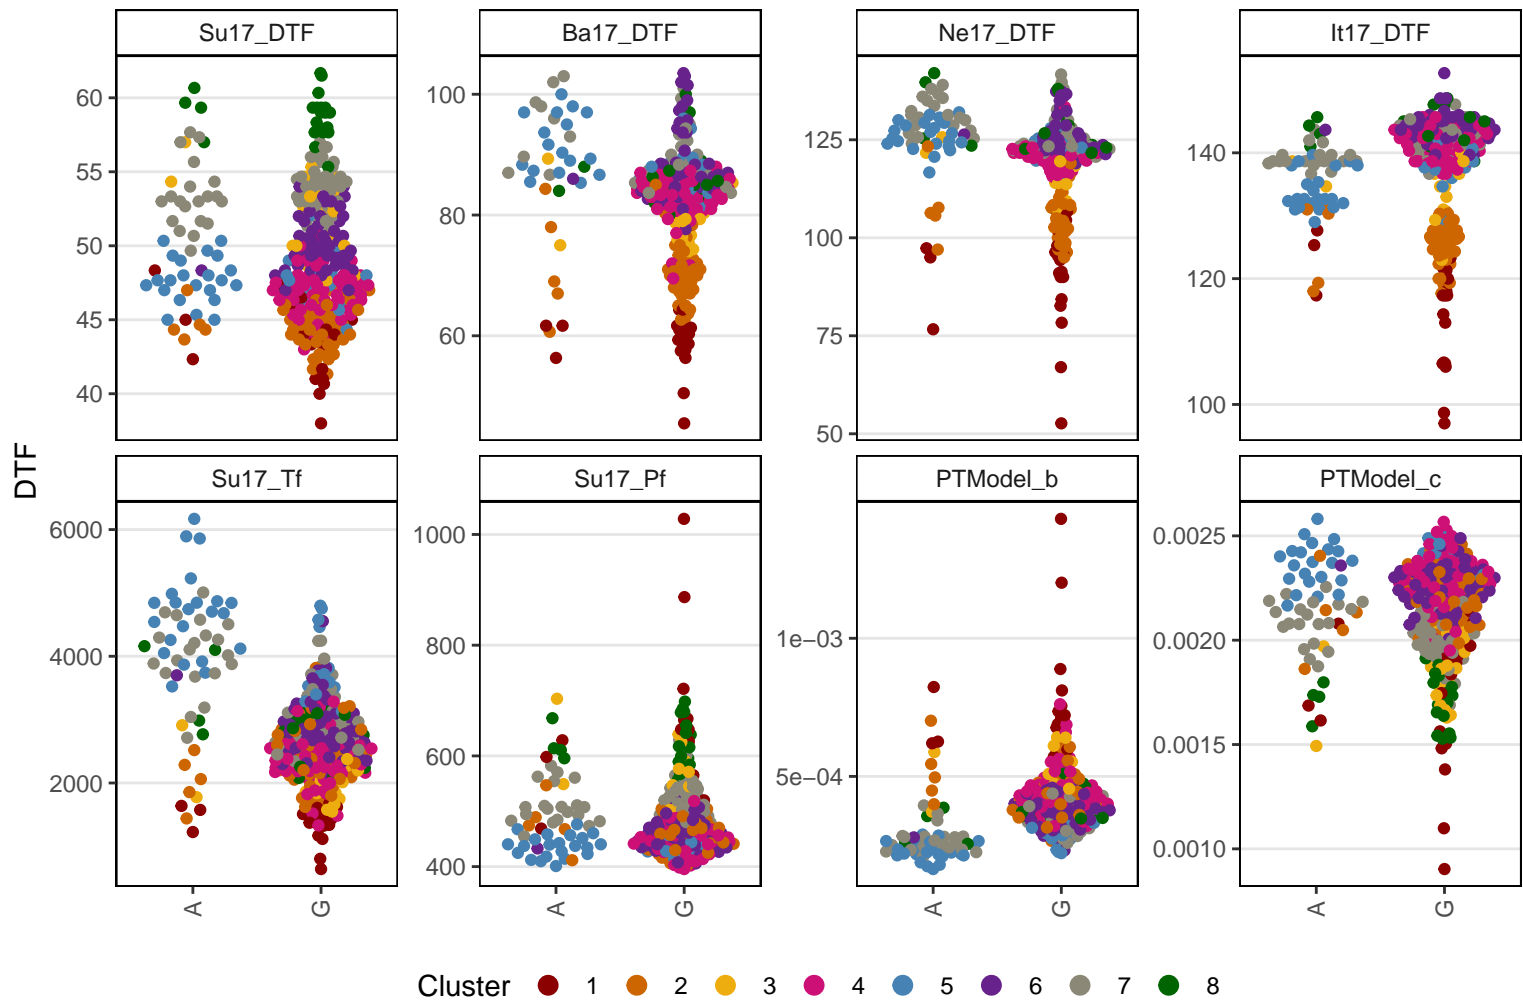 Su17_DTF Ba17_DTF Ne17_DTF It17_DTF
60 100 125 140
55 80 100 120
50 60 75 100
45 50
40
DTF
Su17_Tf Su17_Pf PTModel_b PTModel_c
6000 1000 1e−03 0.0025
4000 800 5e−04 0.0020
2000 600 0.0015
400 0.0010
A G A G A G A G
Cluster 1 2 3 4 5 6 7 8